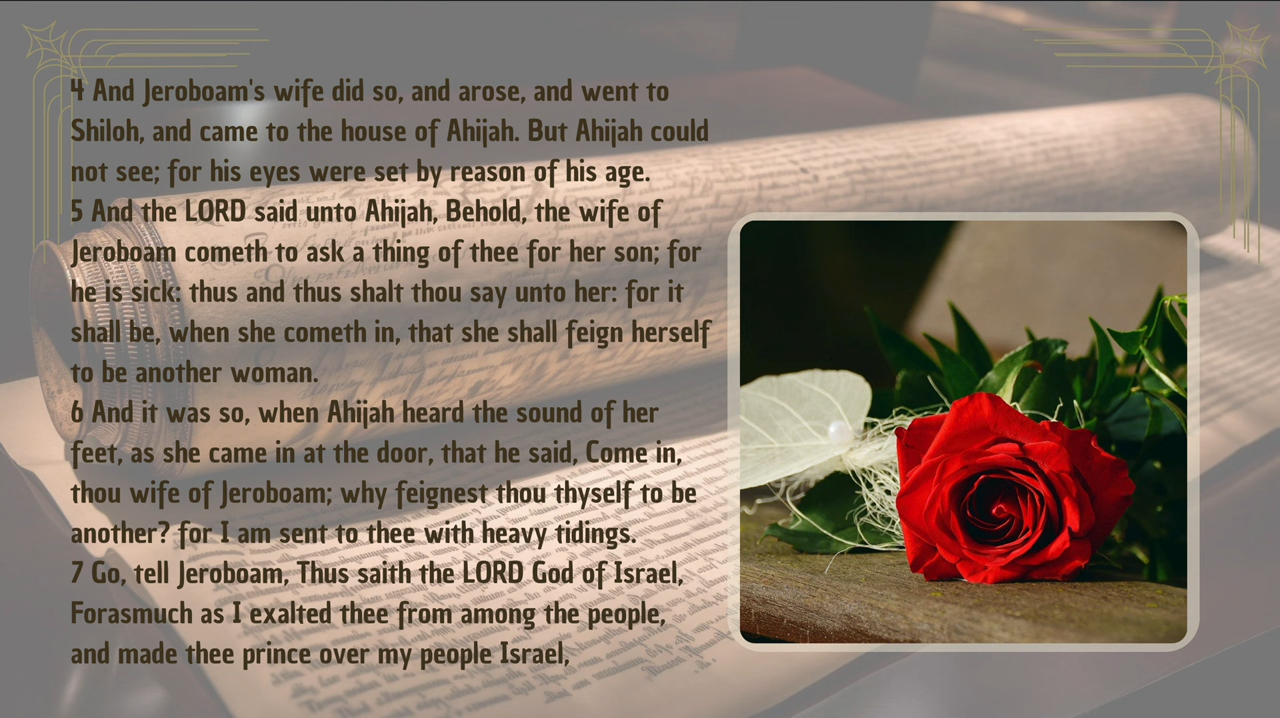 4 And Jeroboam's wife did so, and arose, and went to
Shiloh, and came to the house of Ahijah. But Ahijah could
not see; for his eyes were set by reason of his age.
5 And the LORD said unto Ahijah, Behold, the wife of
Jeroboam cometh to ask a thing of thee for her son; for
he is sick: thus and thus shalt thou say unto her: for it
shall be, when she cometh in, that she shall feign herself
to be another woman.
6 And it was so, when Ahijah heard the sound of her
feet, as she came in at the door, that he said, Come in,
thou wife of Jeroboam; why feignest thou thyself to be
another? for I am sent to thee with heavy tidings.
7 Go, tell Jeroboam, Thus saith the LORD God of Israel,
Forasmuch as I exalted thee from among the people,
and made thee prince over my people Israel,